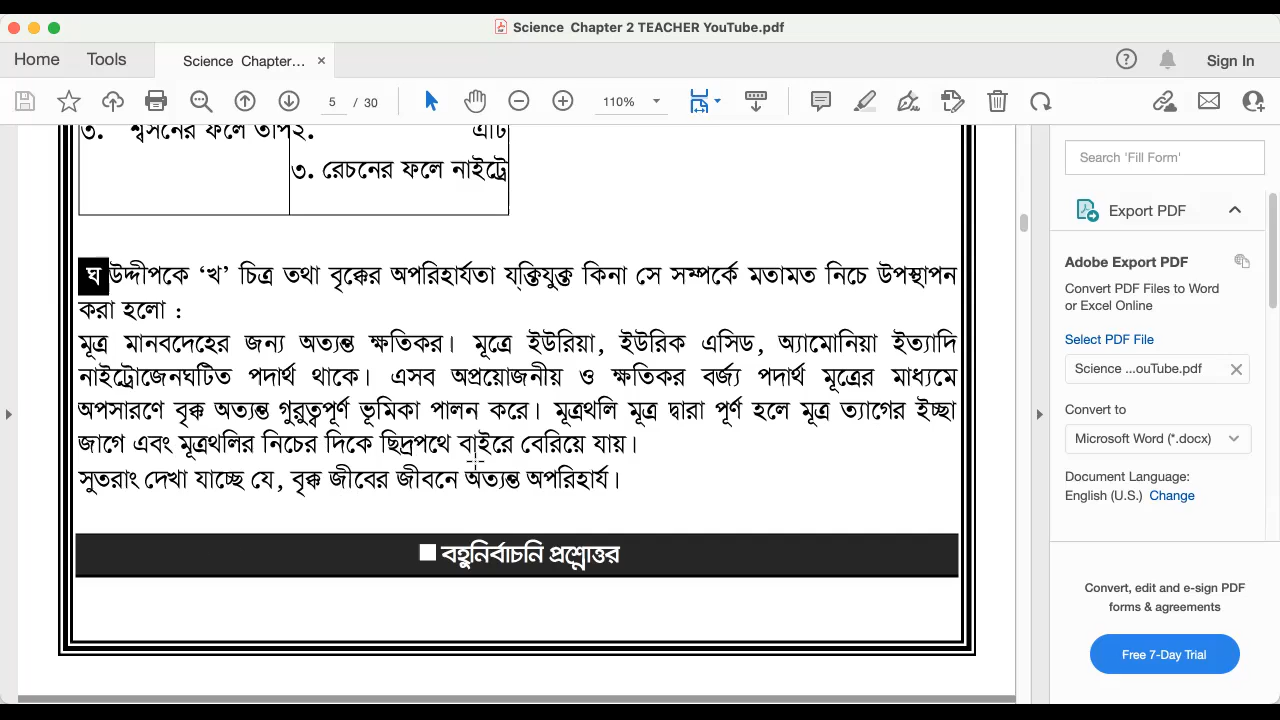 Science Chapter 2 TEACHER YouTube.pdf
Home Tools Science Chapter... × Sign In
5 / 30 110%
৩. শ্বসনের ফলে তাপ ২. এটি
৩. রেচনের ফলে নাইট্রে
ঘ উদ্দীপকে ‘খ’ চিত্র তথা বৃক্কের অপরিহার্যতা যক্তিযুক্ত কিনা সে সম্পর্কে মতামত নিচে উপস্থাপন
করা হলো :
মূত্র মানবদেহের জন্য অত্যন্ত ক্ষতিকর। মূত্রে ইউরিয়া, ইউরিক এসিড, অ্যামোনিয়া ইত্যাদি
নাইট্রোজেনঘটিত পদার্থ থাকে। এসব অপ্রয়োজনীয় ও ক্ষতিকর বর্জ্য পদার্থ মূত্রের মাধ্যমে
অপসারণে বৃক্ক অত্যন্ত গুরুত্বপূর্ণ ভূমিকা পালন করে। মূত্রথলি মূত্র দ্বারা পূর্ণ হলে মূত্র ত্যাগের ইচ্ছা
জাগে এবং মূত্রথলির নিচের দিকে ছিদ্রপথে বাইরে বেরিয়ে যায়।
সুতরাং দেখা যাচ্ছে যে, বৃক্ক জীবের জীবনে অত্যন্ত অপরিহার্য।
বহুনির্বাচনি প্রশ্নোত্তর
Search 'Fill Form'
Export PDF
Adobe Export PDF
Convert PDF Files to Word
or Excel Online
Select PDF File
Science ...ouTube.pdf
Convert to
Microsoft Word (*.docx)
Document Language:
English (U.S.) Change
Convert, edit and e-sign PDF
forms & agreements
Free 7-Day Trial